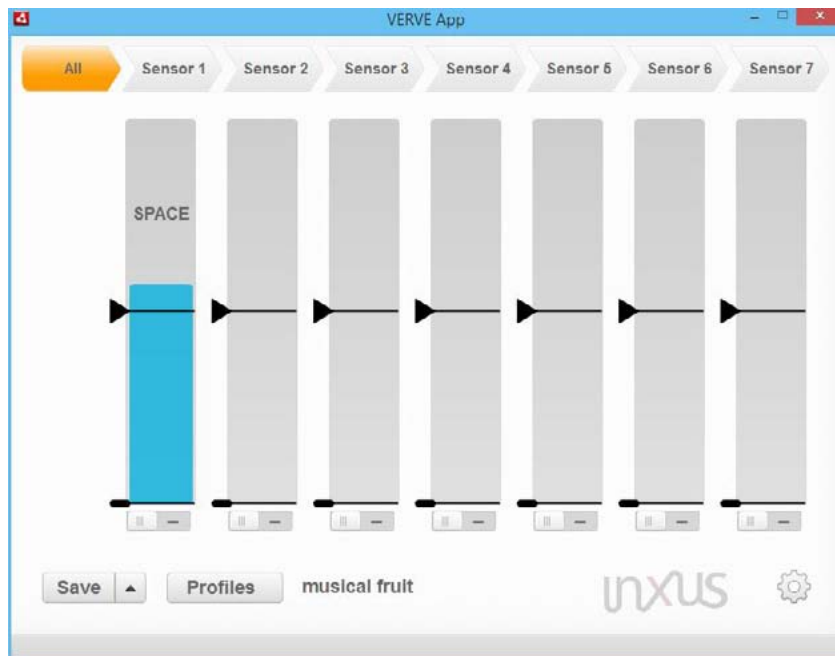 VERVE App
All
Sensor 1
Sensor 2
Sensor 3
Sensor 4
Sensor 5
Sensor 6
Sensor 7
SPACE
Save
Profiles
musical fruit
inxus